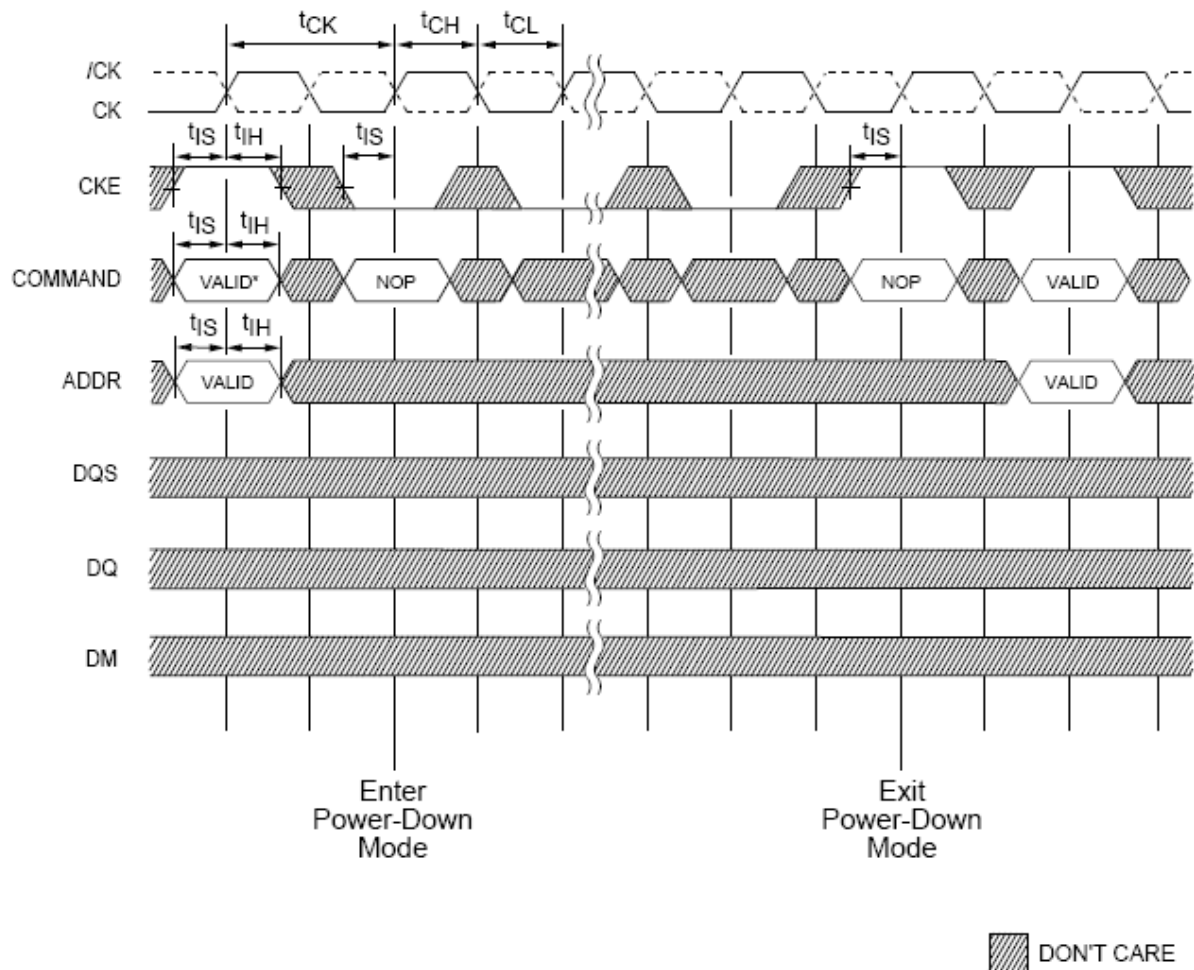 tCK tCH tCL
/CK
CK
tIS tIH tIS tIS
CKE
tIS tIH
COMMAND VALID* NOP NOP VALID
tIS tIH
ADDR VALID VALID
DQS
DQ
DM
Enter
Power-Down
Mode
Exit
Power-Down
Mode
DON'T CARE